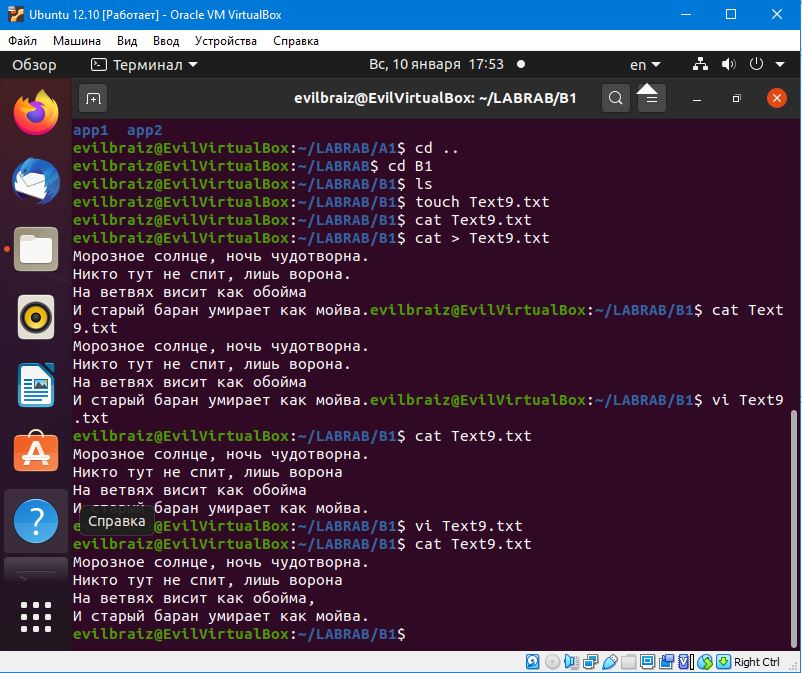 Ubuntu 12.10 [Работает] - Oracle VM VirtualBox
Файл Машина Вид Ввод Устройства Справка
Обзор Терминал Вс, 10 января 17:53 en
evilbraiz@EvilVirtualBox: ~/LABRAB/B1
app1 app2
evilbraiz@EvilVirtualBox:~/LABRAB/A1$ cd ..
evilbraiz@EvilVirtualBox:~/LABRAB$ cd B1
evilbraiz@EvilVirtualBox:~/LABRAB/B1$ ls
evilbraiz@EvilVirtualBox:~/LABRAB/B1$ touch Text9.txt
evilbraiz@EvilVirtualBox:~/LABRAB/B1$ cat Text9.txt
evilbraiz@EvilVirtualBox:~/LABRAB/B1$ cat > Text9.txt
Морозное солнце, ночь чудотворна.
Никто тут не спит, лишь ворона.
На ветвях висит как обойма
И старый баран умирает как мойва.evilbraiz@EvilVirtualBox:~/LABRAB/B1$ cat Text
9.txt
Морозное солнце, ночь чудотворна.
Никто тут не спит, лишь ворона.
На ветвях висит как обойма
И старый баран умирает как мойва.evilbraiz@EvilVirtualBox:~/LABRAB/B1$ vi Text9
.txt
evilbraiz@EvilVirtualBox:~/LABRAB/B1$ cat Text9.txt
Морозное солнце, ночь чудотворна.
Никто тут не спит, лишь ворона
На ветвях висит как обойма
И старый баран умирает как мойва.
Справка
evilbraiz@EvilVirtualBox:~/LABRAB/B1$ vi Text9.txt
evilbraiz@EvilVirtualBox:~/LABRAB/B1$ cat Text9.txt
Морозное солнце, ночь чудотворна.
Никто тут не спит, лишь ворона
На ветвях висит как обойма,
И старый баран умирает как мойва.
evilbraiz@EvilVirtualBox:~/LABRAB/B1$
Right Ctrl